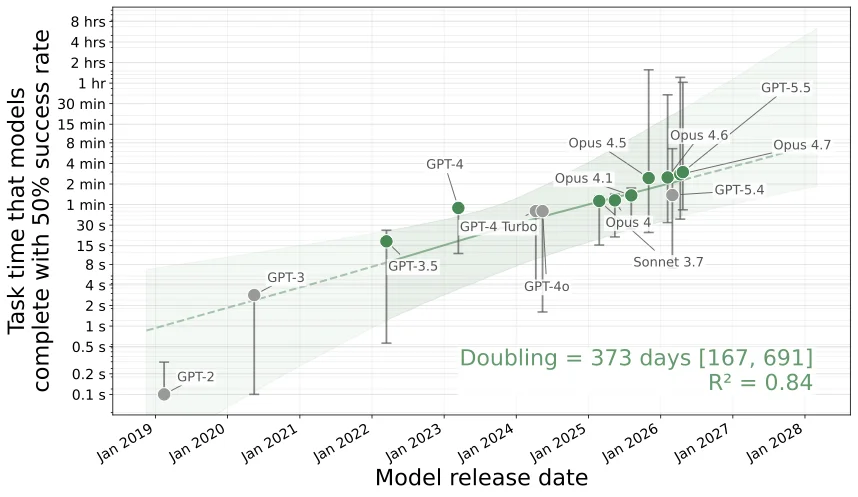 Task time that models
complete with 50% success rate
8 hrs
4 hrs
2 hrs
1 hr
30 min
15 min
8 min
4 min
2 min
1 min
30 s
15 s
8 s
4 s
2 s
1 s
0.5 s
0.2 s
0.1 s
GPT-5.5
Opus 4.6
Opus 4.5
Opus 4.7
GPT-4
Opus 4.1
GPT-5.4
GPT-4 Turbo
Opus 4
Sonnet 3.7
GPT-3.5
GPT-3
GPT-4o
GPT-2
Doubling = 373 days [167, 691]
R² = 0.84
Jan 2019
Jan 2020
Jan 2021
Jan 2022
Jan 2023
Jan 2024
Jan 2025
Jan 2026
Jan 2027
Jan 2028
Model release date